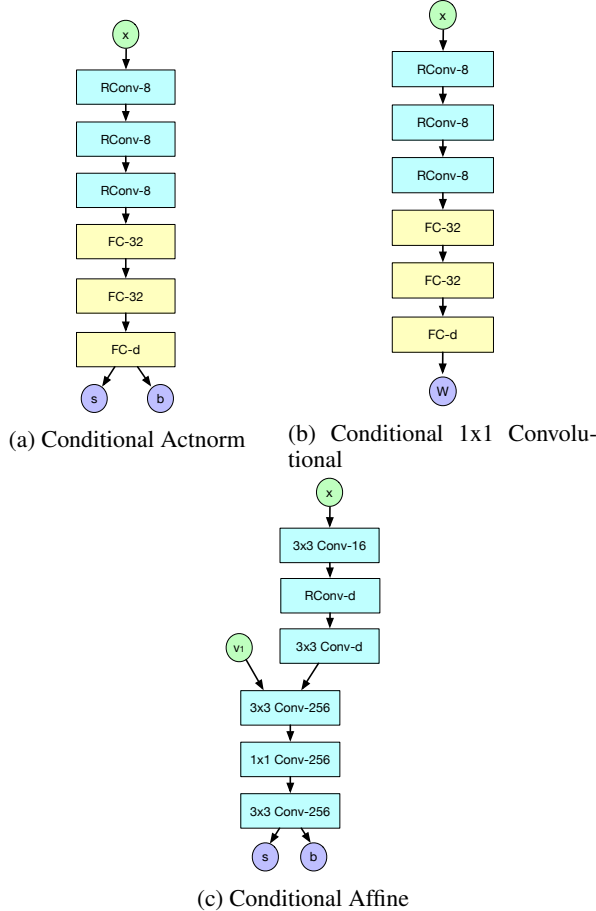 x
RConv-8
RConv-8
RConv-8
FC-32
FC-32
FC-d
s b
(a) Conditional Actnorm
x
RConv-8
RConv-8
RConv-8
FC-32
FC-32
FC-d
W
(b) Conditional 1x1 Convolu-
tional
x
3x3 Conv-16
RConv-d
3x3 Conv-d
v1
3x3 Conv-256
1x1 Conv-256
3x3 Conv-256
s b
(c) Conditional Affine